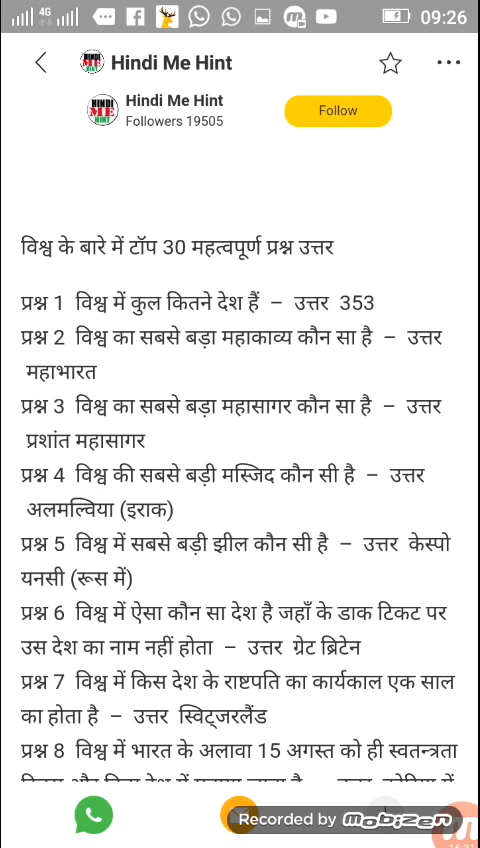 4G
09:26
Hindi Me Hint
HINDI ME HINT
Hindi Me Hint
Followers 19505
Follow
विश्व के बारे में टॉप 30 महत्वपूर्ण प्रश्न उत्तर
प्रश्न 1 विश्व में कुल कितने देश हैं – उत्तर 353
प्रश्न 2 विश्व का सबसे बड़ा महाकाव्य कौन सा है – उत्तर
महाभारत
प्रश्न 3 विश्व का सबसे बड़ा महासागर कौन सा है – उत्तर
प्रशांत महासागर
प्रश्न 4 विश्व की सबसे बड़ी मस्जिद कौन सी है – उत्तर
अलमल्विया (इराक)
प्रश्न 5 विश्व में सबसे बड़ी झील कौन सी है – उत्तर केस्पो
यनसी (रूस में)
प्रश्न 6 विश्व में ऐसा कौन सा देश है जहाँ के डाक टिकट पर
उस देश का नाम नहीं होता – उत्तर ग्रेट ब्रिटेन
प्रश्न 7 विश्व में किस देश के राष्टपति का कार्यकाल एक साल
का होता है – उत्तर स्विट्जरलैंड
प्रश्न 8 विश्व में भारत के अलावा 15 अगस्त को ही स्वतन्त्रता
Recorded by mobizen